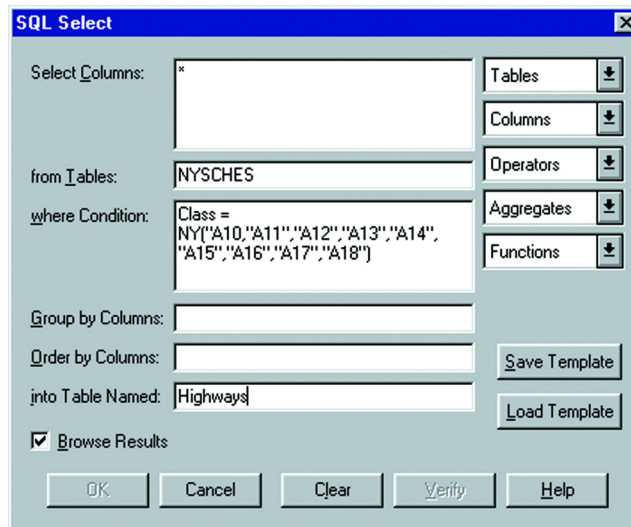 SQL Select
Select Columns:
*
Tables
Columns
Operators
Aggregates
Functions
from Tables:
NYSCHES
where Condition:
Class =
NY("A10,"A11","A12","A13","A14",
"A15","A16","A17","A18")
Group by Columns:
Order by Columns:
into Table Named:
Highways
Save Template
Load Template
Browse Results
OK
Cancel
Clear
Verify
Help